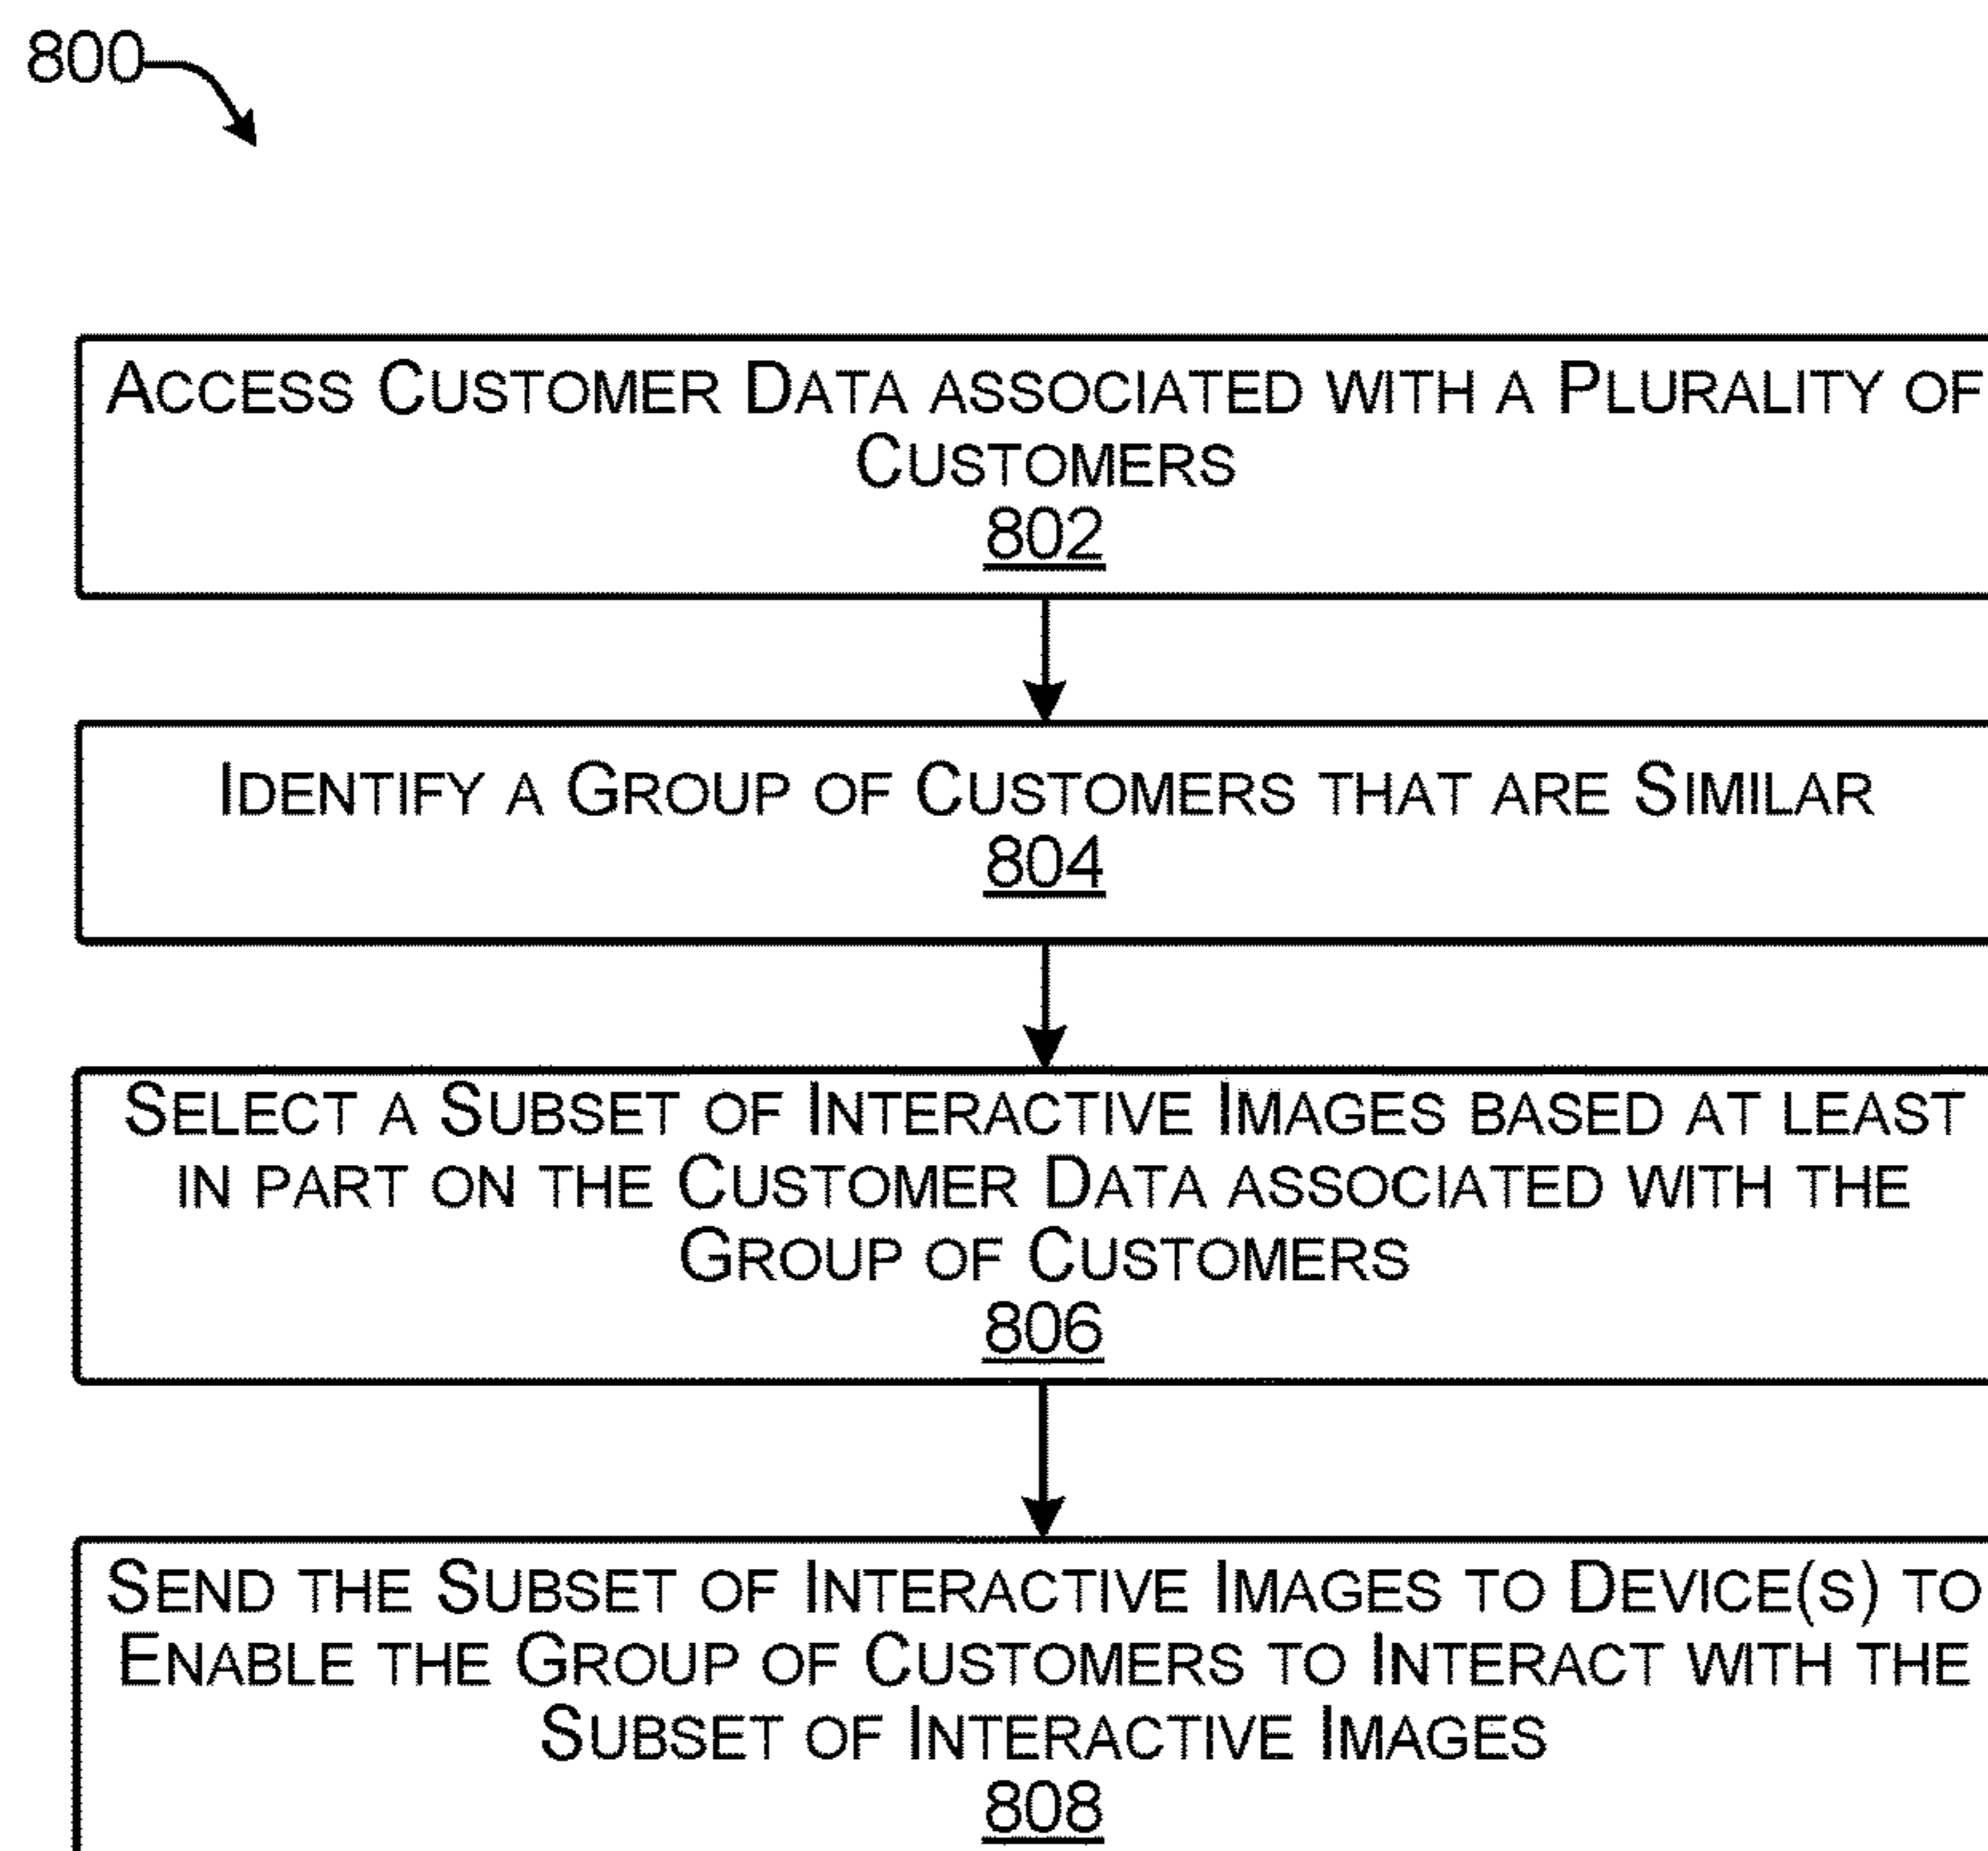 800
ACCESS CUSTOMER DATA ASSOCIATED WITH A PLURALITY OF
CUSTOMERS
802
IDENTIFY A GROUP OF CUSTOMERS THAT ARE SIMILAR
804
SELECT A SUBSET OF INTERACTIVE IMAGES BASED AT LEAST
IN PART ON THE CUSTOMER DATA ASSOCIATED WITH THE
GROUP OF CUSTOMERS
806
SEND THE SUBSET OF INTERACTIVE IMAGES TO DEVICE(S) TO
ENABLE THE GROUP OF CUSTOMERS TO INTERACT WITH THE
SUBSET OF INTERACTIVE IMAGES
808